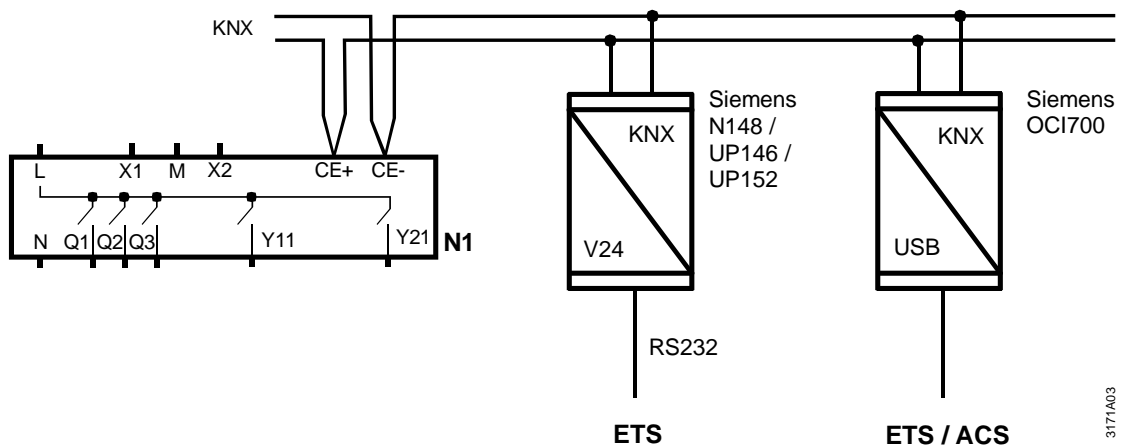 KNX
Siemens
N148 /
UP146 /
UP152
Siemens
OCI700
KNX
KNX
L X1 M X2 CE+ CE-
N Q1 Q2 Q3 Y11 Y21 N1
V24
USB
RS232
ETS
ETS / ACS
3171A03